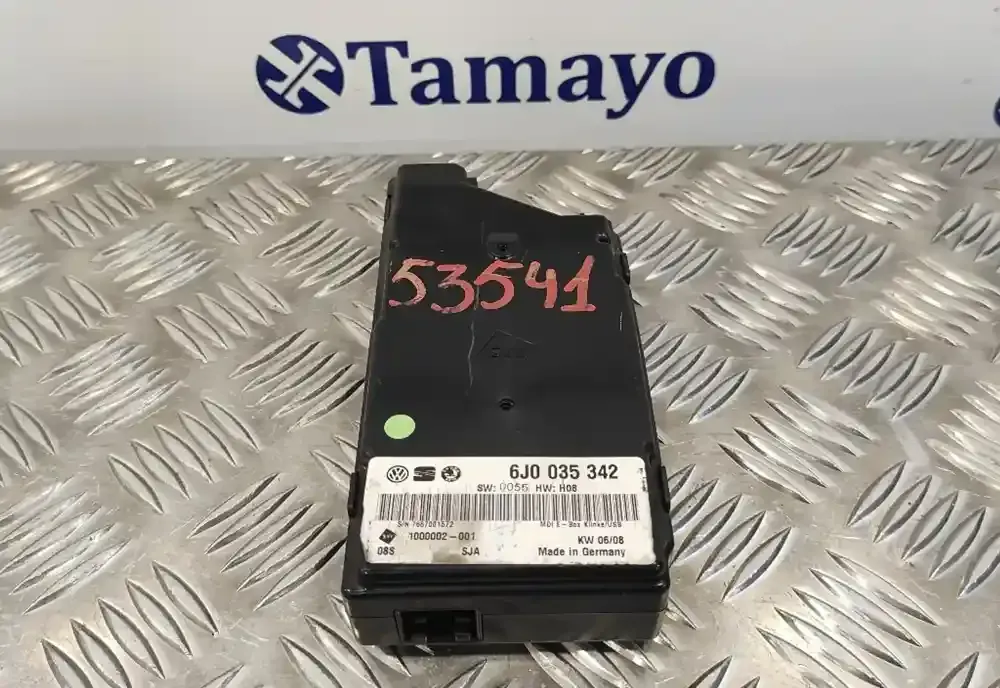 Tamayo
53541
6J0 035 342
SW: 0055 HW: H08
S/N 7667001572 MDI E-Box Klinke/USB
1000002-001 KW 06/08
08S SJA Made in Germany